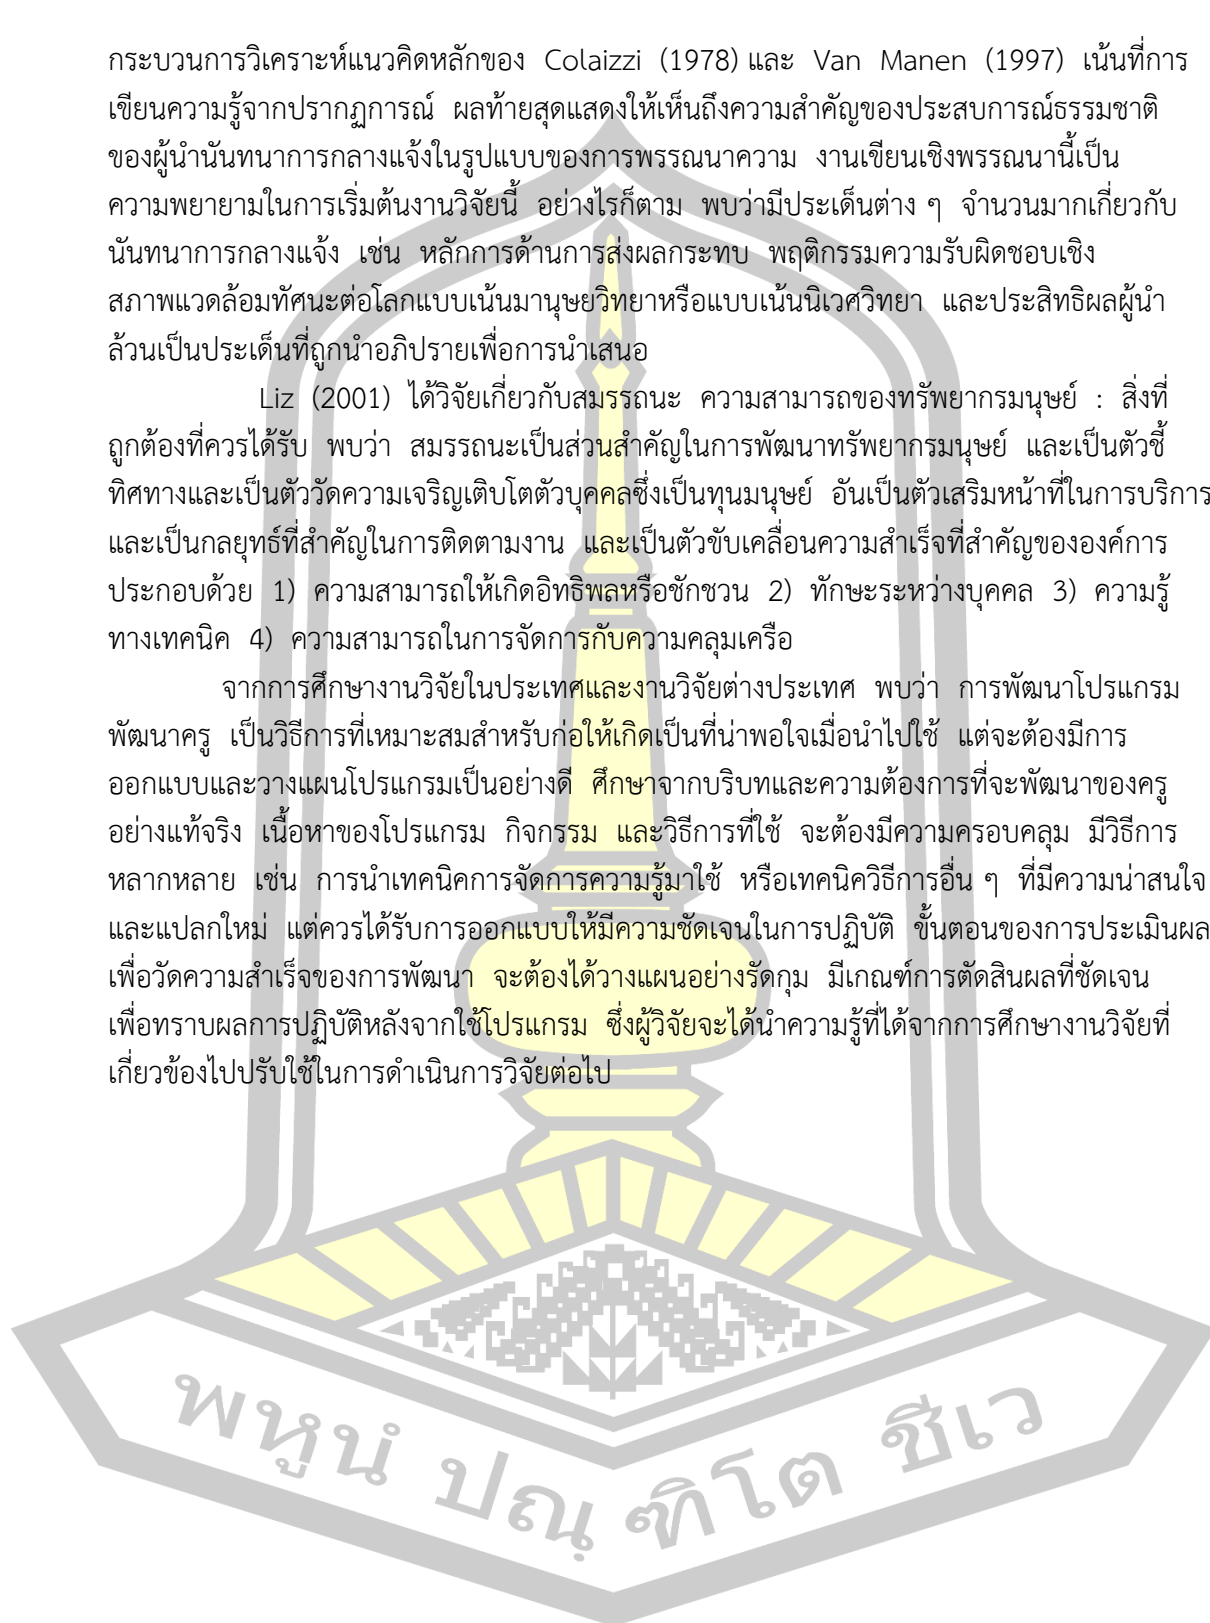 กระบวนการวิเคราะห์แนวคิดหลักของ Colaizzi (1978) และ Van Manen (1997) เน้นที่การ
เขียนความรู้จากปรากฏการณ์ ผลท้ายสุดแสดงให้เห็นถึงความสำคัญของประสบการณ์ธรรมชาติ
ของผู้นำนันทนาการกลางแจ้งในรูปแบบของการพรรณนาความ งานเขียนเชิงพรรณนานี้เป็น
ความพยายามในการเริ่มต้นงานวิจัยนี้ อย่างไรก็ตาม พบว่ามีประเด็นต่าง ๆ จำนวนมากเกี่ยวกับ
นันทนาการกลางแจ้ง เช่น หลักการด้านการส่งผลกระทบ พฤติกรรมความรับผิดชอบเชิง
สภาพแวดล้อมทัศนะต่อโลกแบบเน้นมานุษยวิทยาหรือแบบเน้นนิเวศวิทยา และประสิทธิผลผู้นำ
ล้วนเป็นประเด็นที่ถูกนำอภิปรายเพื่อการนำเสนอ
Liz (2001) ได้วิจัยเกี่ยวกับสมรรถนะ ความสามารถของทรัพยากรมนุษย์ : สิ่งที่
ถูกต้องที่ควรได้รับ พบว่า สมรรถนะเป็นส่วนสำคัญในการพัฒนาทรัพยากรมนุษย์ และเป็นตัวชี้
ทิศทางและเป็นตัววัดความเจริญเติบโตตัวบุคคลซึ่งเป็นทุนมนุษย์ อันเป็นตัวเสริมหน้าที่ในการบริการ
และเป็นกลยุทธ์ที่สำคัญในการติดตามงาน และเป็นตัวขับเคลื่อนความสำเร็จที่สำคัญขององค์การ
ประกอบด้วย 1) ความสามารถให้เกิดอิทธิพลหรือชักชวน 2) ทักษะระหว่างบุคคล 3) ความรู้
ทางเทคนิค 4) ความสามารถในการจัดการกับความคลุมเครือ
จากการศึกษางานวิจัยในประเทศและงานวิจัยต่างประเทศ พบว่า การพัฒนาโปรแกรม
พัฒนาครู เป็นวิธีการที่เหมาะสมสำหรับก่อให้เกิดเป็นที่น่าพอใจเมื่อนำไปใช้ แต่จะต้องมีการ
ออกแบบและวางแผนโปรแกรมเป็นอย่างดี ศึกษาจากบริบทและความต้องการที่จะพัฒนาของครู
อย่างแท้จริง เนื้อหาของโปรแกรม กิจกรรม และวิธีการที่ใช้ จะต้องมีความครอบคลุม มีวิธีการ
หลากหลาย เช่น การนำเทคนิคการจัดการความรู้มาใช้ หรือเทคนิควิธีการอื่น ๆ ที่มีความน่าสนใจ
และแปลกใหม่ แต่ควรได้รับการออกแบบให้มีความชัดเจนในการปฏิบัติ ขั้นตอนของการประเมินผล
เพื่อวัดความสำเร็จของการพัฒนา จะต้องได้วางแผนอย่างรัดกุม มีเกณฑ์การตัดสินผลที่ชัดเจน
เพื่อทราบผลการปฏิบัติหลังจากใช้โปรแกรม ซึ่งผู้วิจัยจะได้นำความรู้ที่ได้จากการศึกษางานวิจัยที่
เกี่ยวข้องไปปรับใช้ในการดำเนินการวิจัยต่อไป
พหูนํ ปณฺ ฑิโต ชีเว